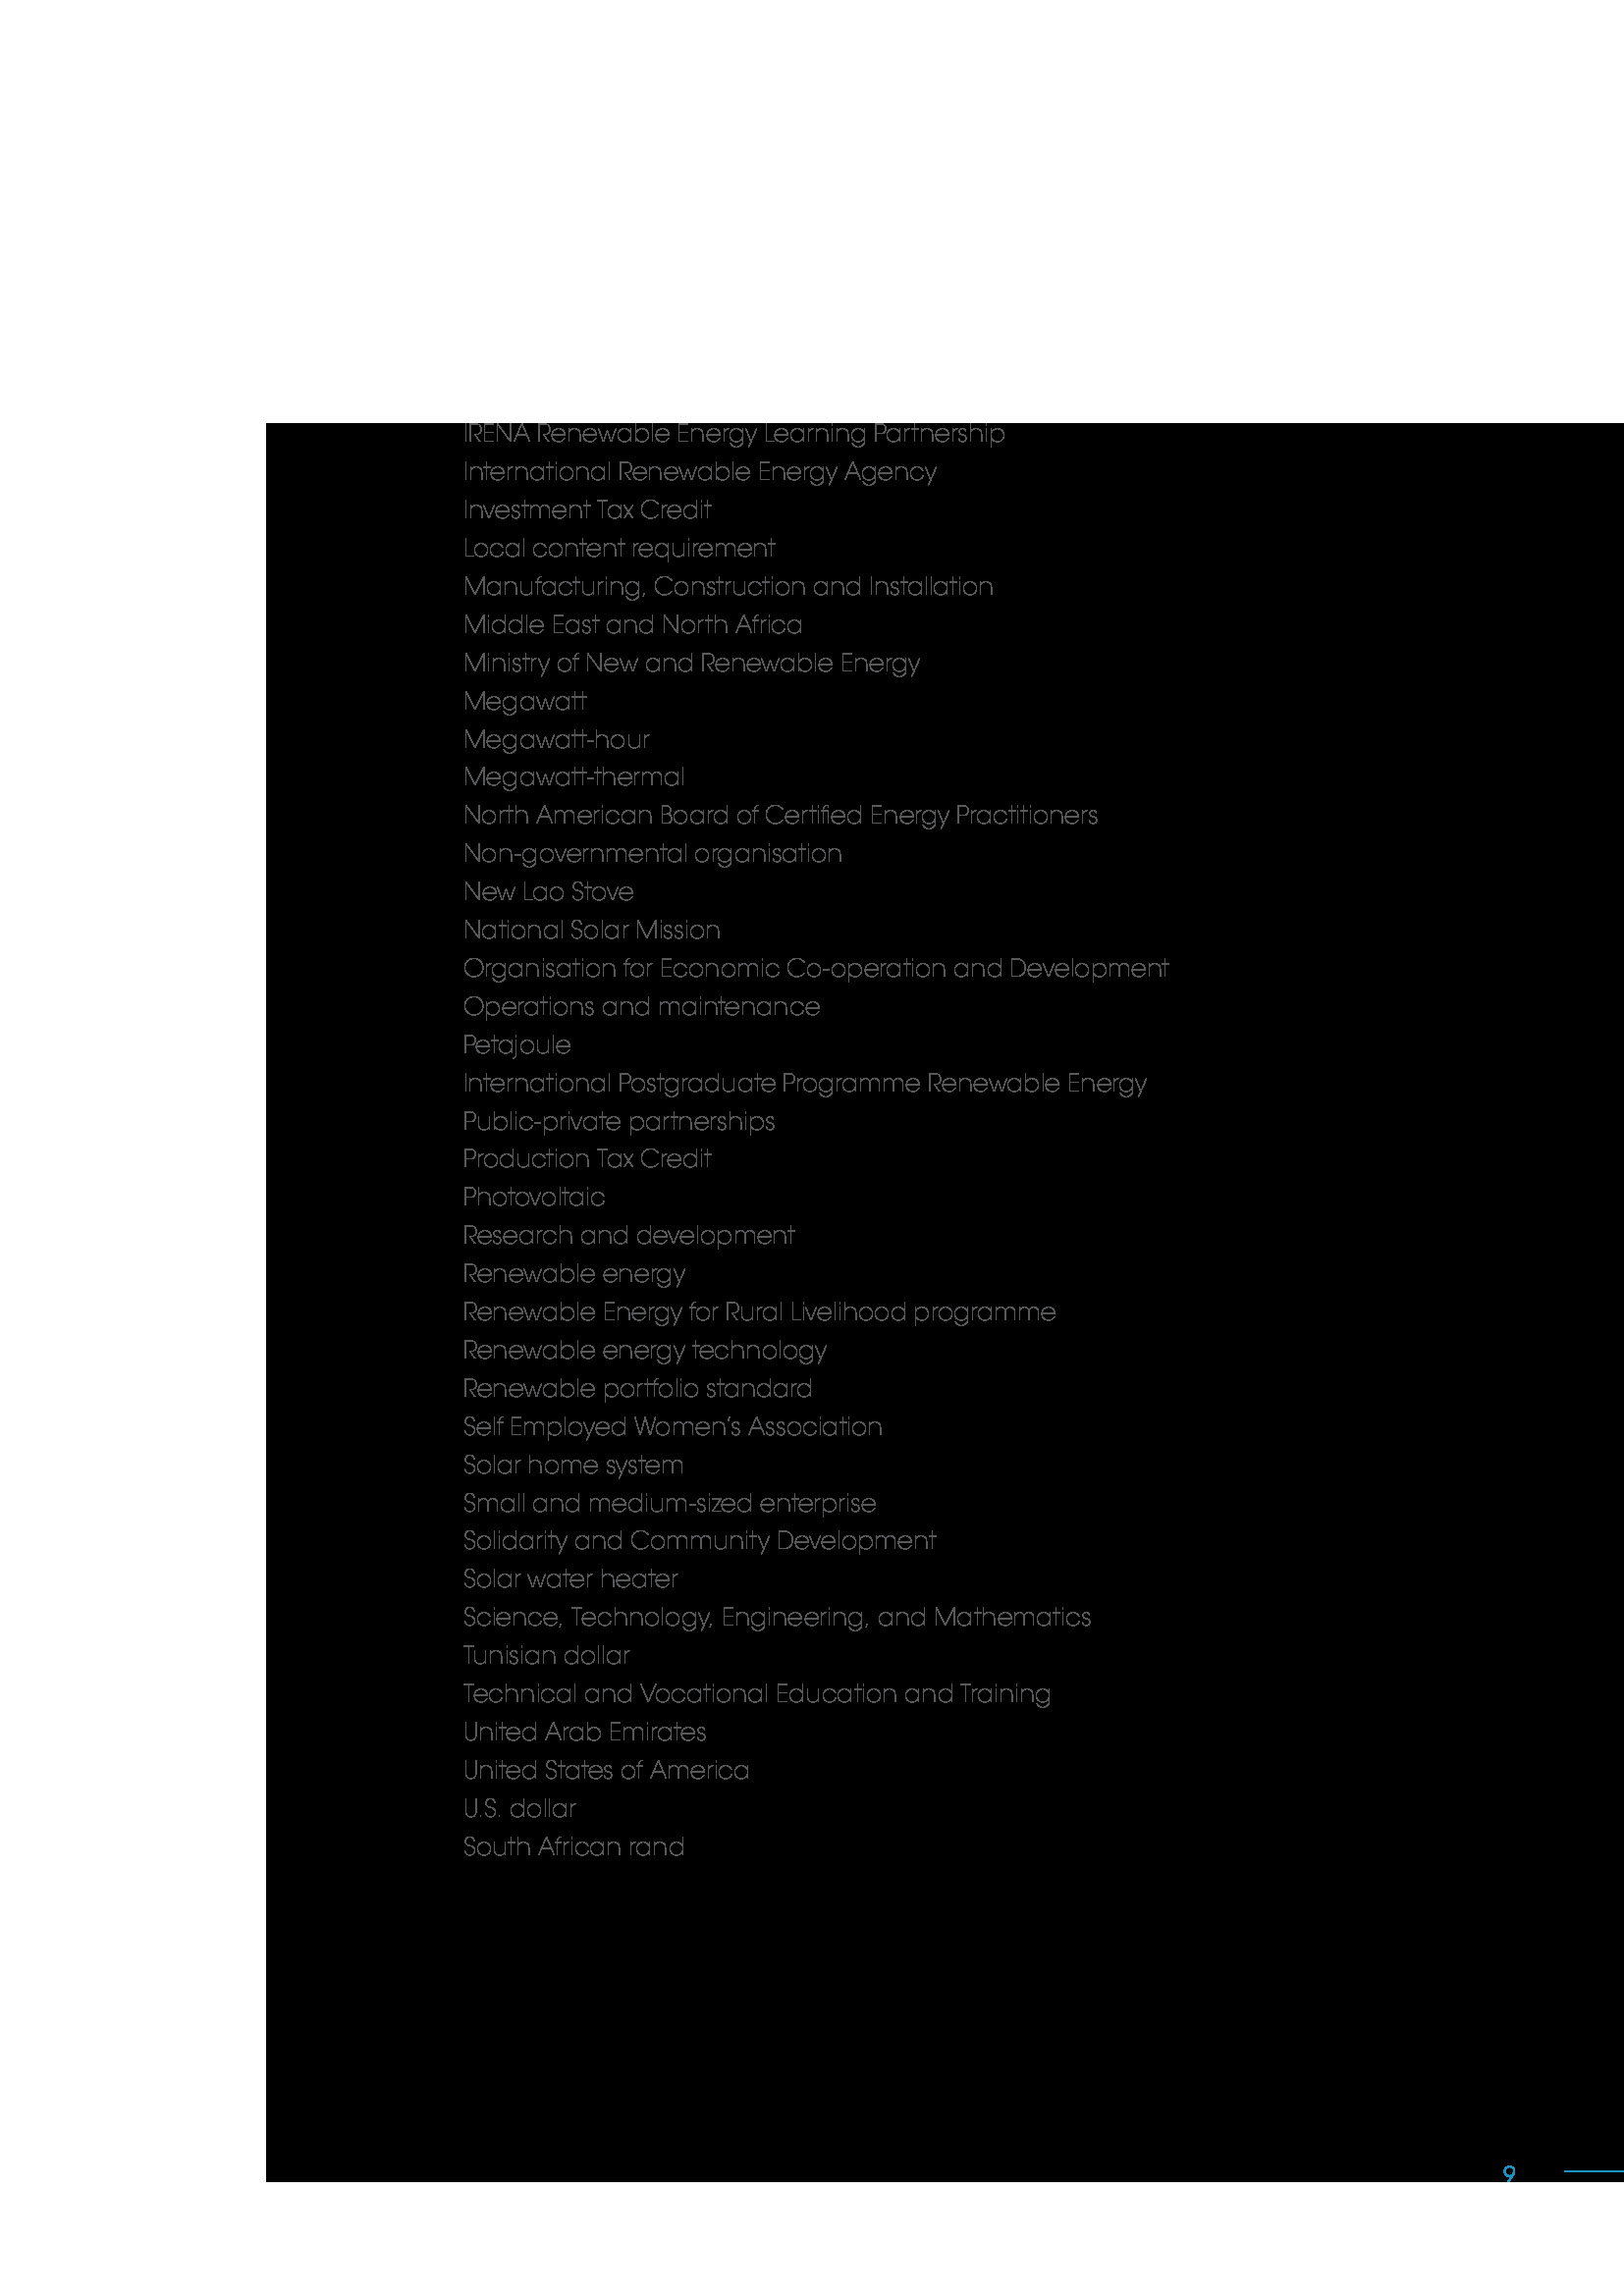 IRENA Renewable Energy Learning Partnership
International Renewable Energy Agency
Investment Tax Credit
Local content requirement
Manufacturing, Construction and Installation
Middle East and North Africa
Ministry of New and Renewable Energy
Megawatt
Megawatt-hour
Megawatt-thermal
North American Board of Certified Energy Practitioners
Non-governmental organisation
New Lao Stove
National Solar Mission
Organisation for Economic Co-operation and Development
Operations and maintenance
Petajoule
International Postgraduate Programme Renewable Energy
Public-private partnerships
Production Tax Credit
Photovoltaic
Research and development
Renewable energy
Renewable Energy for Rural Livelihood programme
Renewable energy technology
Renewable portfolio standard
Self Employed Women's Association
Solar home system
Small and medium-sized enterprise
Solidarity and Community Development
Solar water heater
Science, Technology, Engineering, and Mathematics
Tunisian dollar
Technical and Vocational Education and Training
United Arab Emirates
United States of America
U.S. dollar
South African rand
9